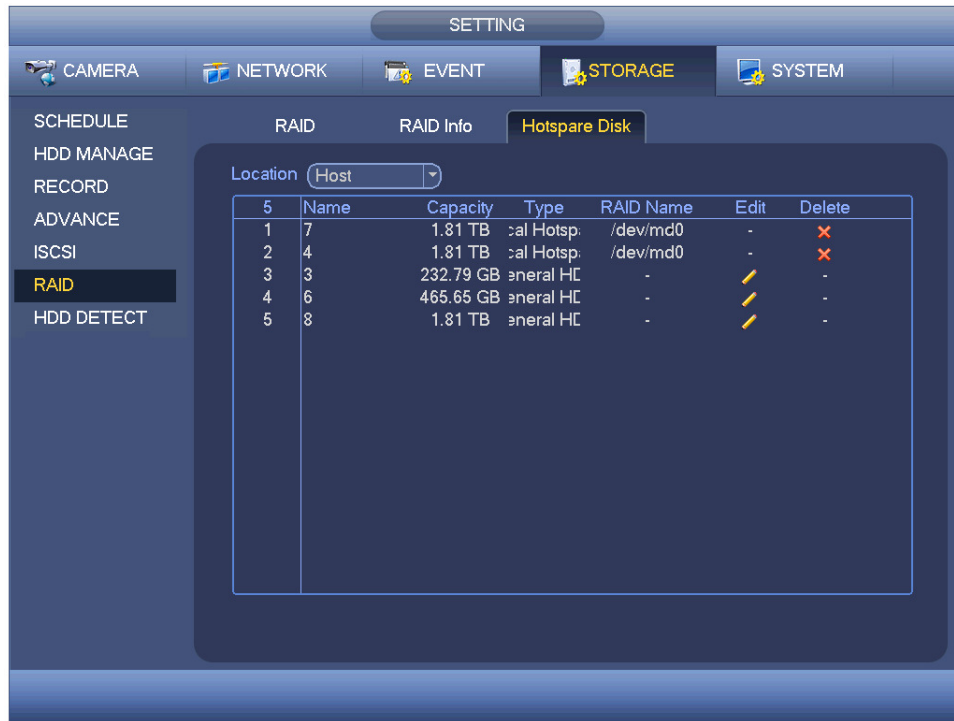 SETTING
CAMERA NETWORK EVENT STORAGE SYSTEM
SCHEDULE
HDD MANAGE
RECORD
ADVANCE
ISCSI
RAID
HDD DETECT
RAID RAID Info Hotspare Disk
Location Host
5 Name Capacity Type RAID Name Edit Delete
1 7 1.81 TB cal Hotsp /dev/md0 -
2 4 1.81 TB cal Hotsp /dev/md0 -
3 3 232.79 GB eneral HD - -
4 6 465.65 GB eneral HD - -
5 8 1.81 TB eneral HD - -